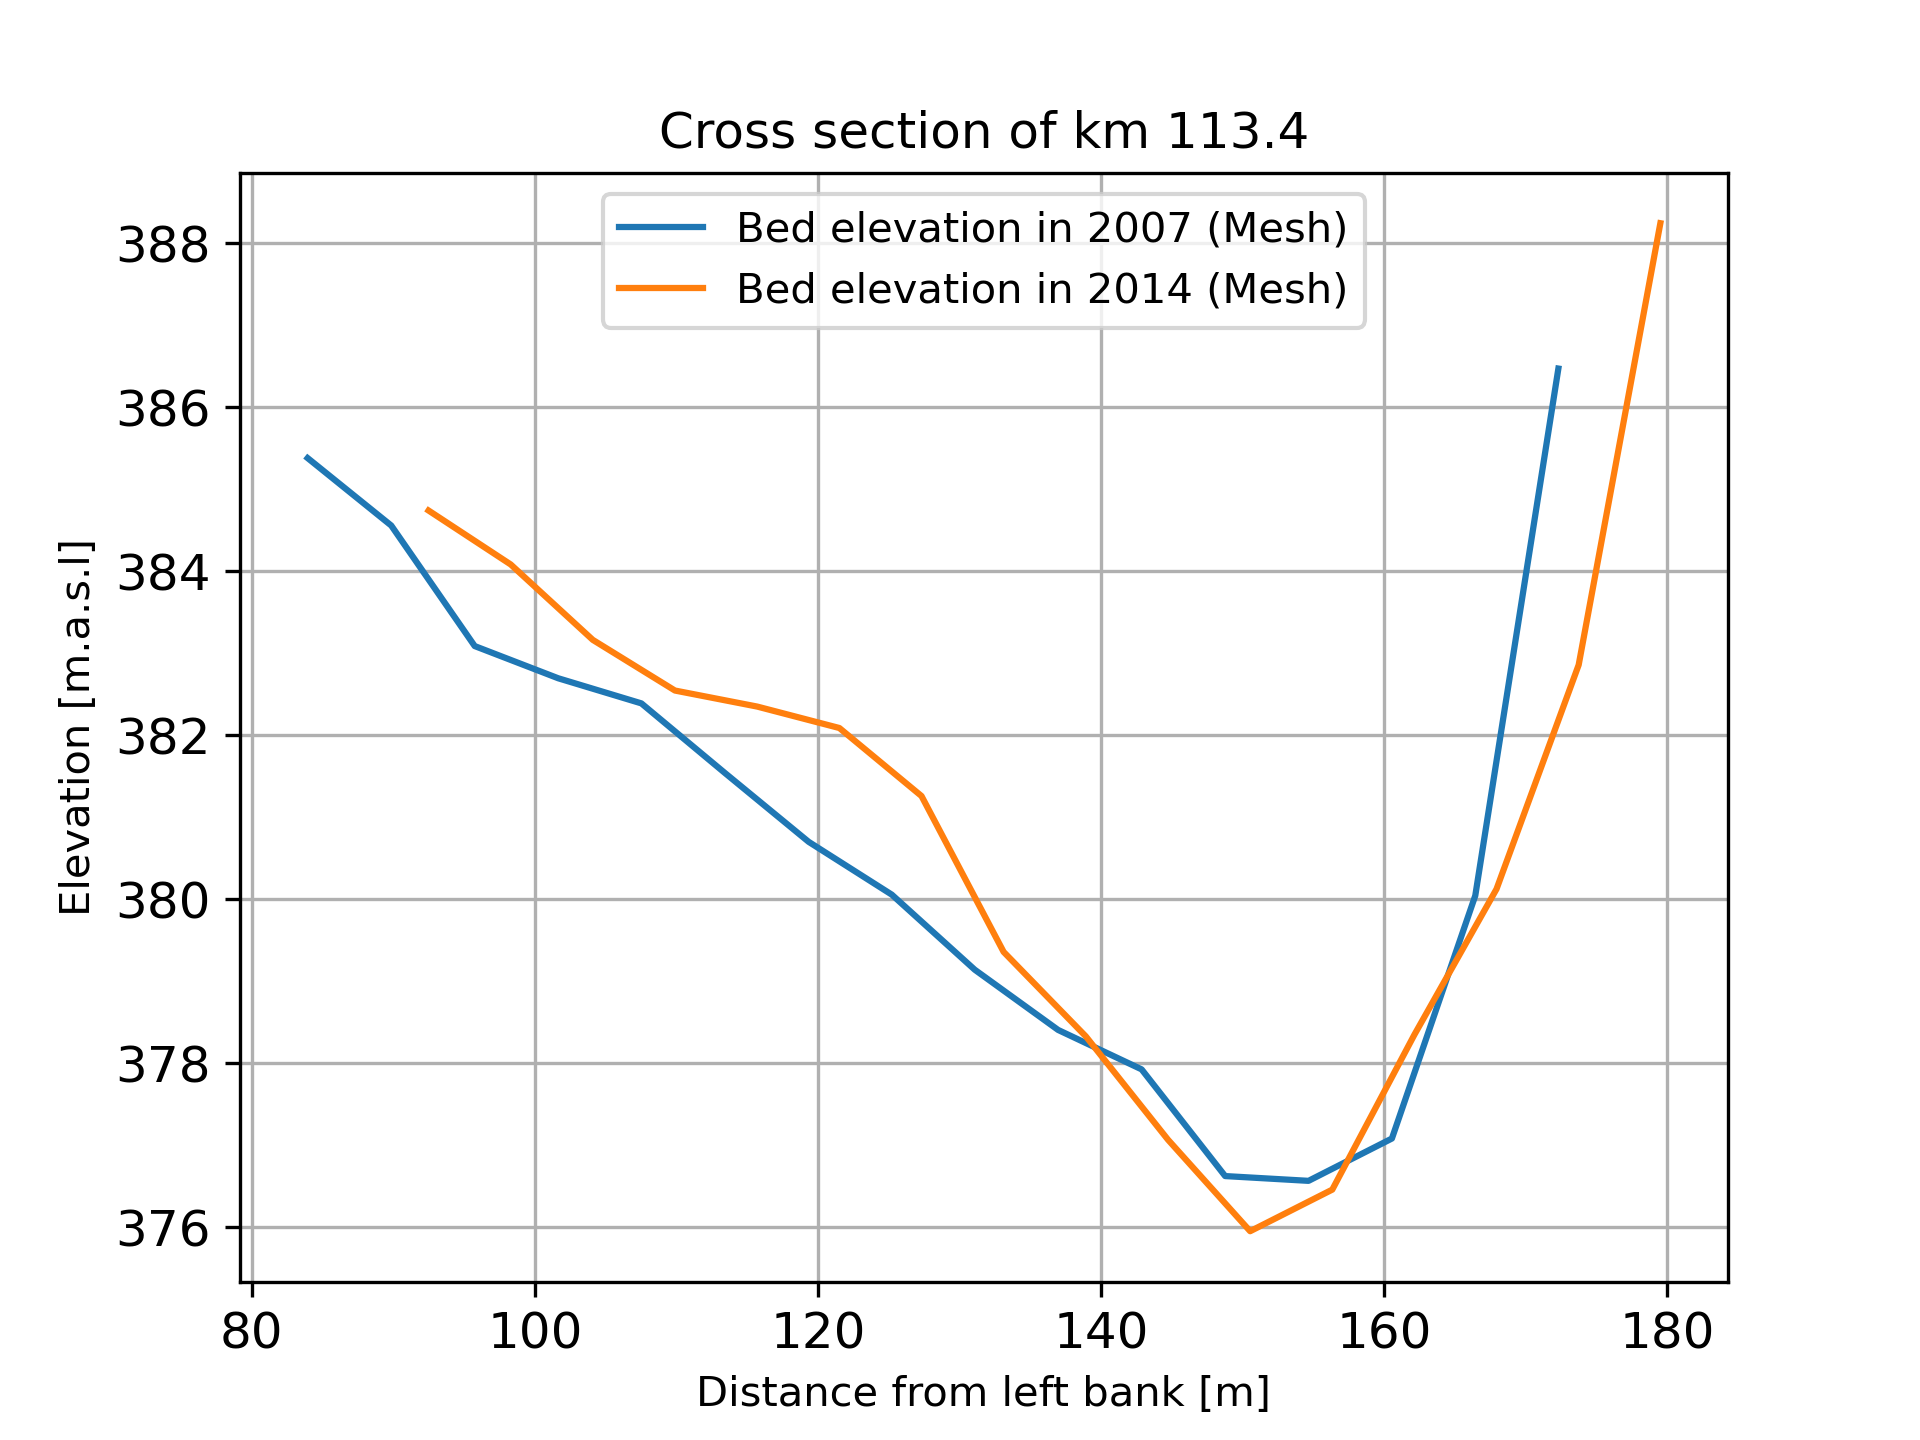 Cross section of km 113.4
Bed elevation in 2007 (Mesh)
Bed elevation in 2014 (Mesh)
388
386
384
382
380
378
376
Elevation [m.a.s.l]
80 100 120 140 160 180
Distance from left bank [m]